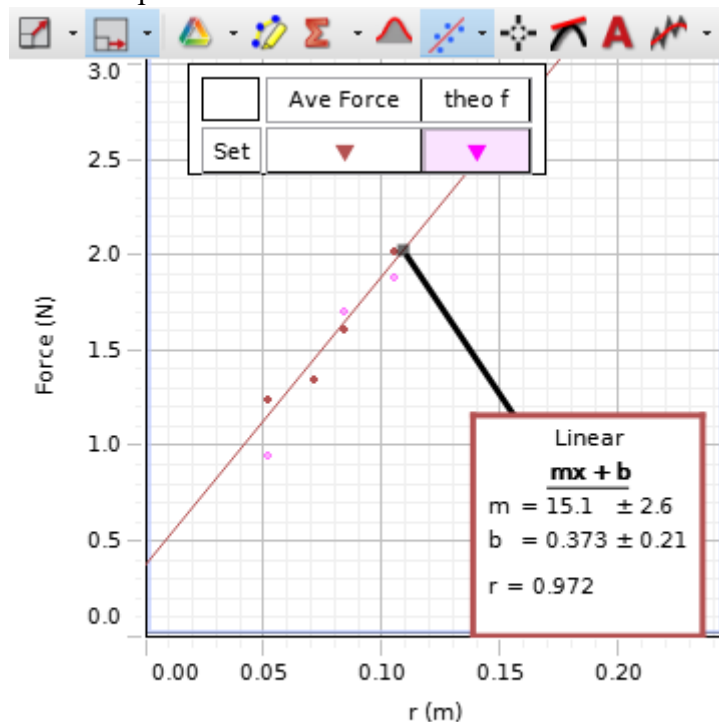 Σ
A
3.0
Ave Force
theo f
Set
2.5
2.0
1.5
1.0
0.5
0.0
Force (N)
Linear
mx + b
m = 15.1 ± 2.6
b = 0.373 ± 0.21
r = 0.972
0.00 0.05 0.10 0.15 0.20
r (m)